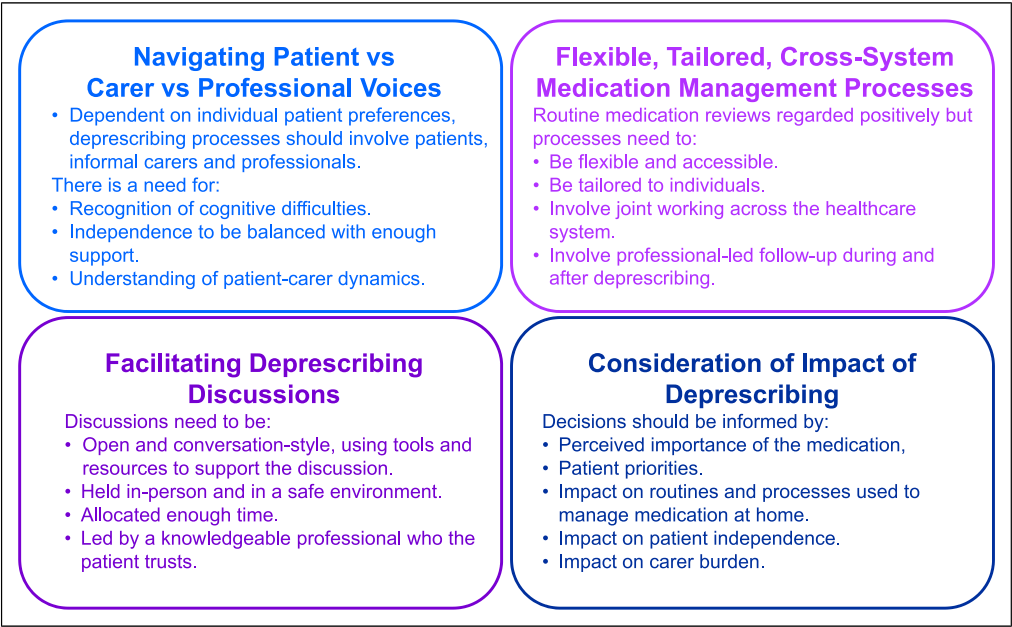 Navigating Patient vs
Carer vs Professional Voices
• Dependent on individual patient preferences,
deprescribing processes should involve patients,
informal carers and professionals.
There is a need for:
• Recognition of cognitive difficulties.
• Independence to be balanced with enough
support.
• Understanding of patient-carer dynamics.
Flexible, Tailored, Cross-System
Medication Management Processes
Routine medication reviews regarded positively but
processes need to:
• Be flexible and accessible.
• Be tailored to individuals.
• Involve joint working across the healthcare
system.
• Involve professional-led follow-up during and
after deprescribing.
Facilitating Deprescribing
Discussions
Discussions need to be:
• Open and conversation-style, using tools and
resources to support the discussion.
• Held in-person and in a safe environment.
• Allocated enough time.
• Led by a knowledgeable professional who the
patient trusts.
Consideration of Impact of
Deprescribing
Decisions should be informed by:
• Perceived importance of the medication,
• Patient priorities.
• Impact on routines and processes used to
manage medication at home.
• Impact on patient independence.
• Impact on carer burden.